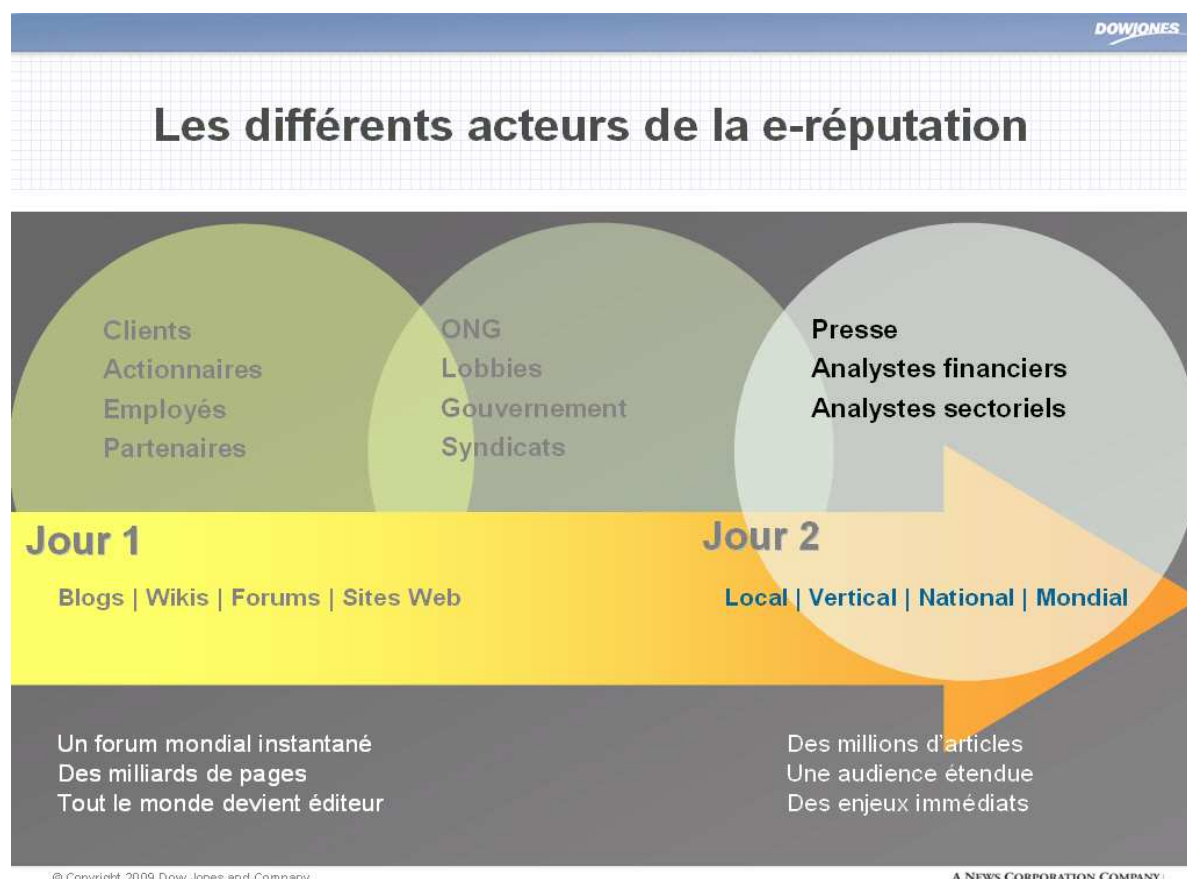 DOWJONES
Les différents acteurs de la e-réputation
Clients
Actionnaires
Employés
Partenaires
ONG
Lobbies
Gouvernement
Syndicats
Presse
Analystes financiers
Analystes sectoriels
Jour 1
Blogs | Wikis | Forums | Sites Web
Jour 2
Local | Vertical | National | Mondial
Un forum mondial instantané
Des milliards de pages
Tout le monde devient éditeur
Des millions d'articles
Une audience étendue
Des enjeux immédiats
© Copyright 2009 Dow Jones and Company
A NEWS CORPORATION COMPANY